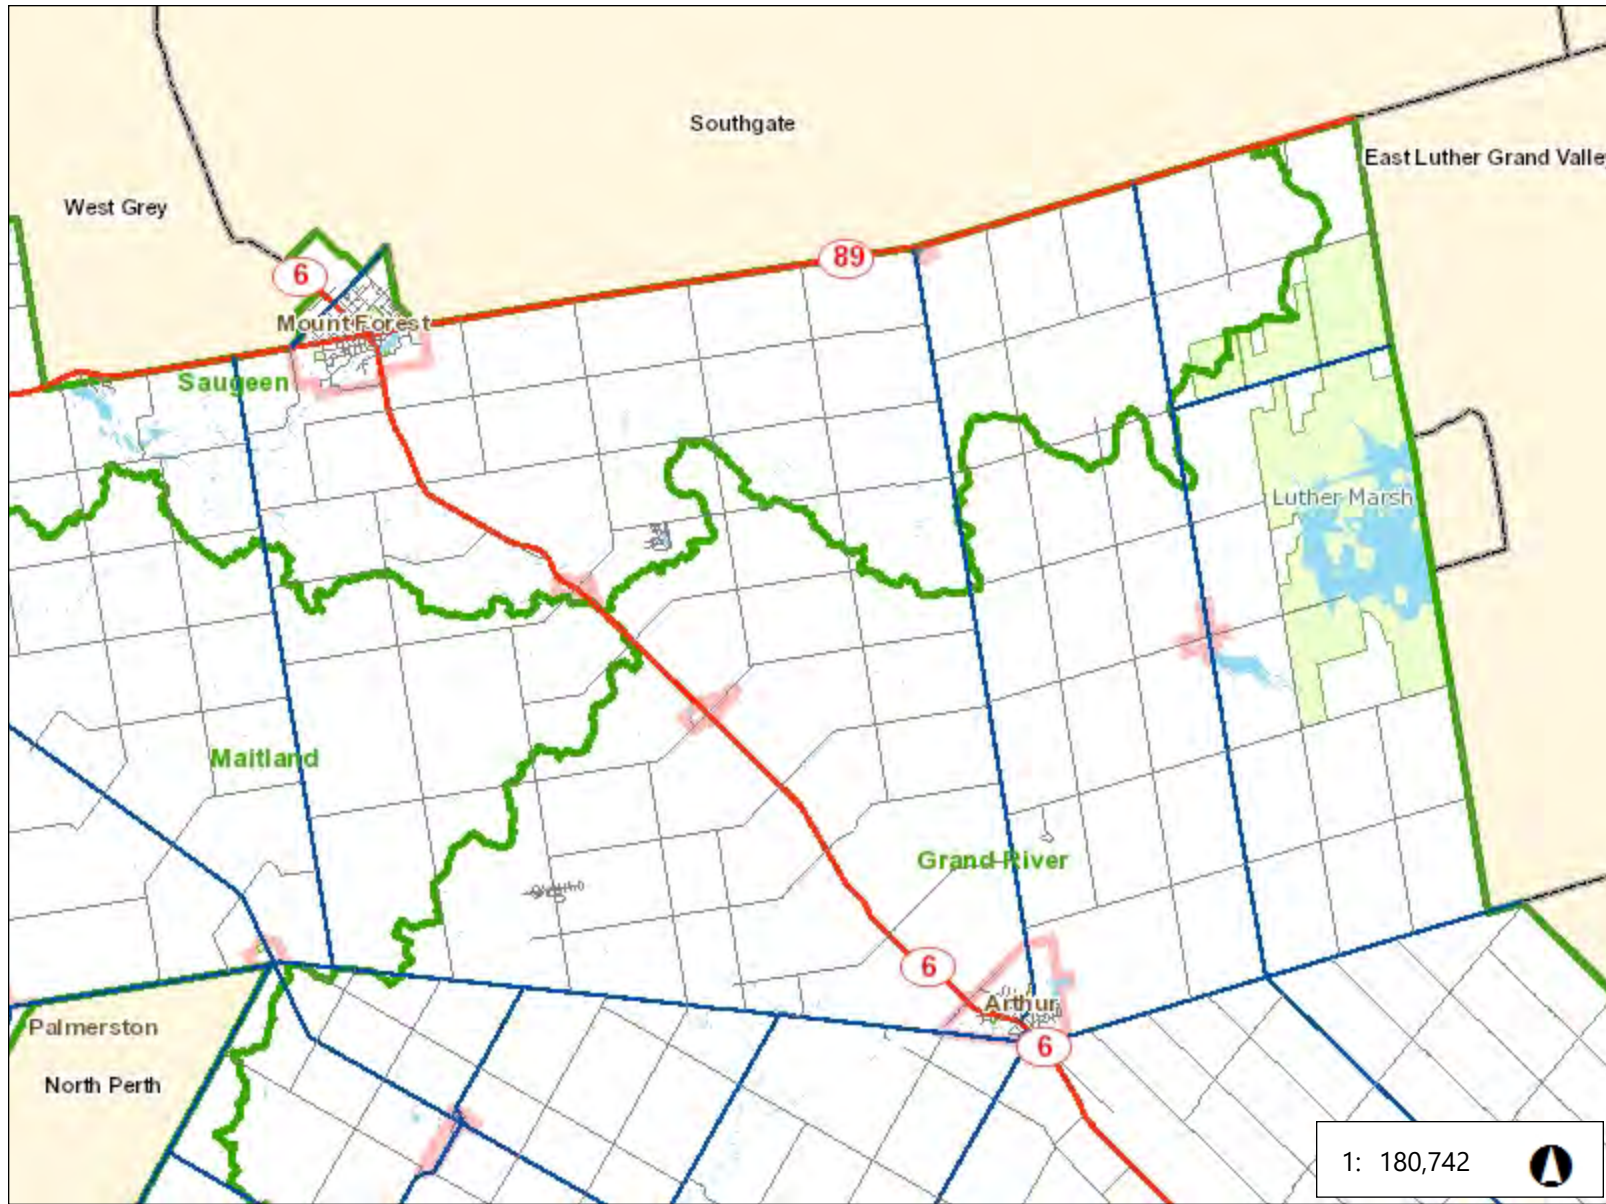 Southgate
East Luther Grand Valley
West Grey
89
6
Mount Forest
Saugeen
Luther Marsh
Maitland
Grand River
6
Arthur
Palmerston
6
North Perth
1: 180,742